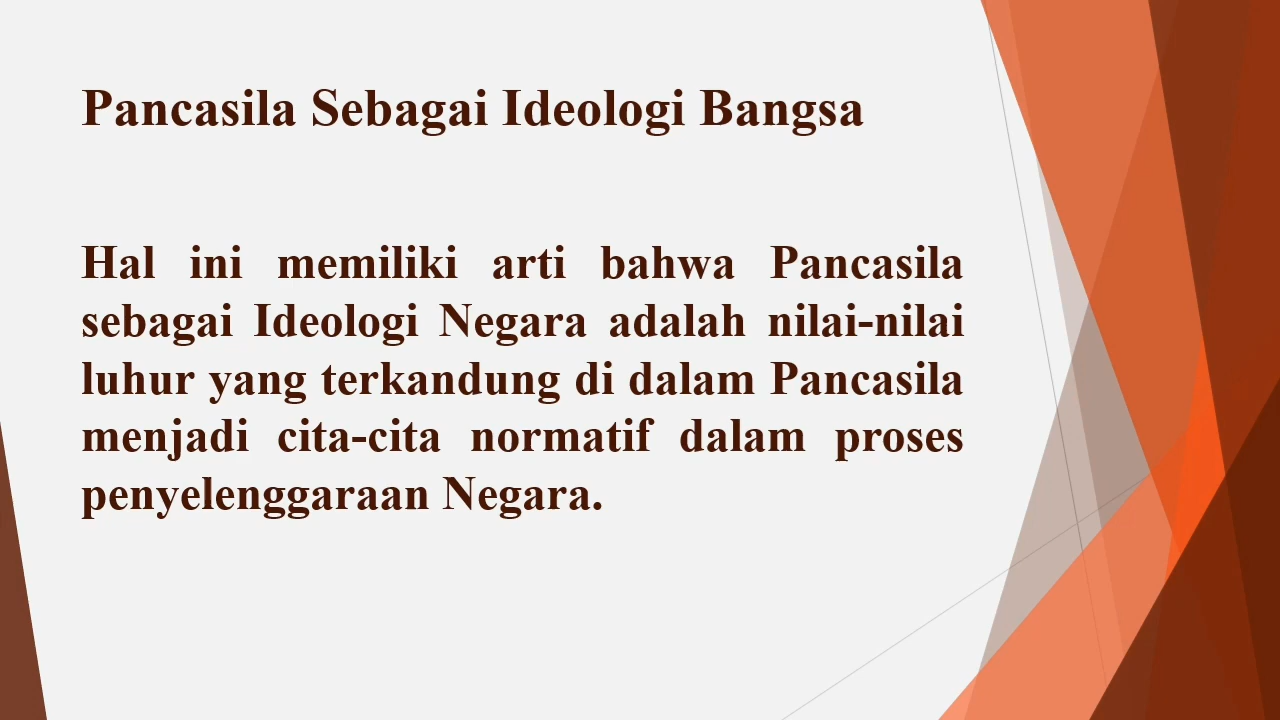 Pancasila Sebagai Ideologi Bangsa
Hal ini memiliki arti bahwa Pancasila
sebagai Ideologi Negara adalah nilai-nilai
luhur yang terkandung di dalam Pancasila
menjadi cita-cita normatif dalam proses
penyelenggaraan Negara.